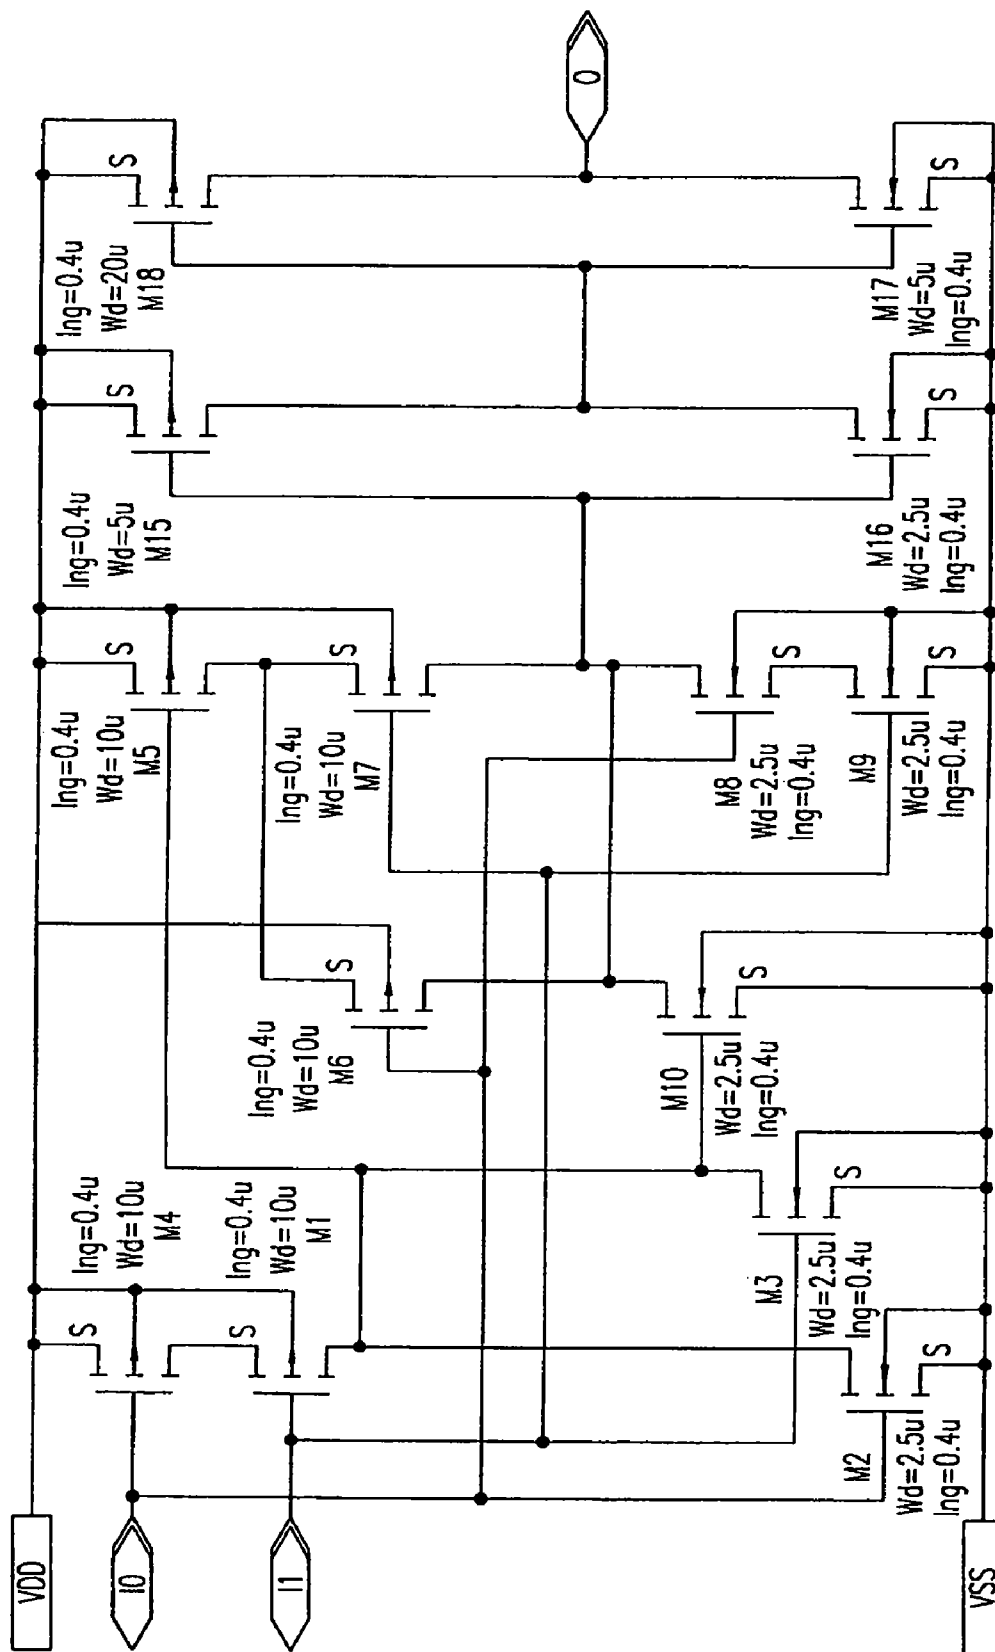 VDD
I0
I1
VSS
lng=0.4u
Wd=10u
M4
S
lng=0.4u
Wd=10u
M1
S
M2
Wd=2.5u
lng=0.4u
S
M3
Wd=2.5u
lng=0.4u
S
lng=0.4u
Wd=10u
M6
S
M10
Wd=2.5u
lng=0.4u
S
lng=0.4u
Wd=10u
M5
S
lng=0.4u
Wd=10u
M7
S
M8
Wd=2.5u
lng=0.4u
S
M9
Wd=2.5u
lng=0.4u
S
lng=0.4u
Wd=5u
M15
S
M16
Wd=2.5u
lng=0.4u
S
lng=0.4u
Wd=20u
M18
S
M17
Wd=5u
lng=0.4u
S
O